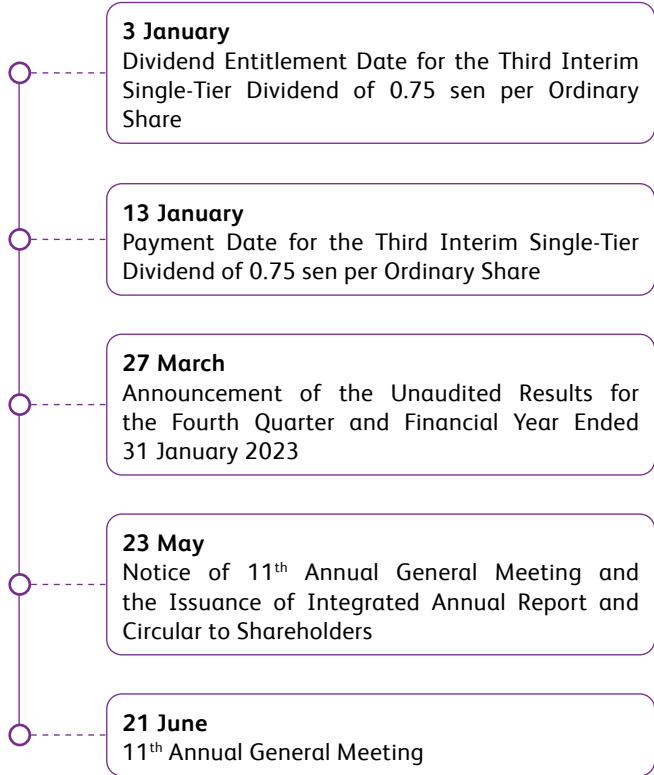 3 January
Dividend Entitlement Date for the Third Interim
Single-Tier Dividend of 0.75 sen per Ordinary
Share
13 January
Payment Date for the Third Interim Single-Tier
Dividend of 0.75 sen per Ordinary Share
27 March
Announcement of the Unaudited Results for
the Fourth Quarter and Financial Year Ended
31 January 2023
23 May
Notice of 11th Annual General Meeting and
the Issuance of Integrated Annual Report and
Circular to Shareholders
21 June
11th Annual General Meeting